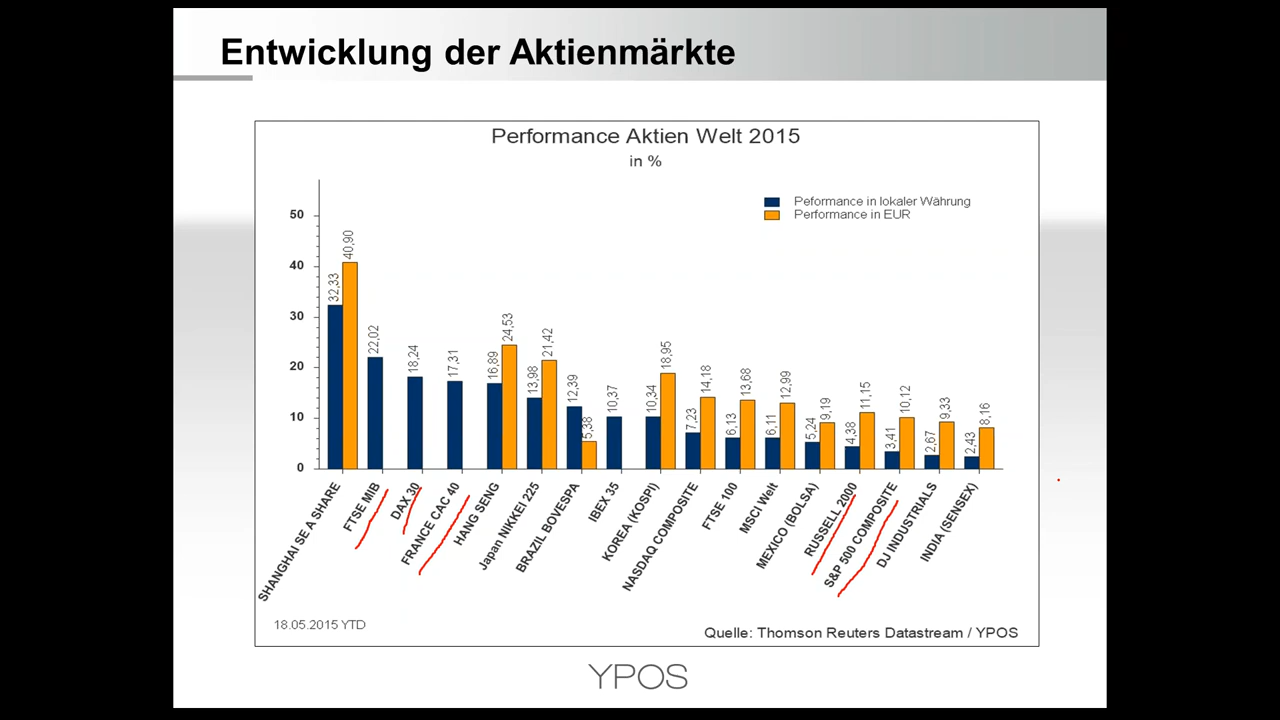 Entwicklung der Aktienmärkte
Performance Aktien Welt 2015
in %
Peformance in lokaler Währung
Performance in EUR
50
40
30
20
10
0
32,33
40,90
22,02
18,24
17,31
16,89
24,53
13,98
21,42
12,39
5,38
10,37
10,34
18,95
7,23
14,18
6,13
13,68
6,11
12,99
5,24
9,19
4,38
11,15
3,41
10,12
2,67
9,33
2,43
8,16
SHANGHAI SE A SHARE
FTSE MIB
DAX 30
FRANCE CAC 40
HANG SENG
Japan NIKKEI 225
BRAZIL BOVESPA
IBEX 35
KOREA (KOSPI)
NASDAQ COMPOSITE
FTSE 100
MSCI Welt
MEXICO (BOLSA)
RUSSELL 2000
S&P 500 COMPOSITE
DJ INDUSTRIALS
INDIA (SENSEX)
18.05.2015 YTD
Quelle: Thomson Reuters Datastream / YPOS
YPOS